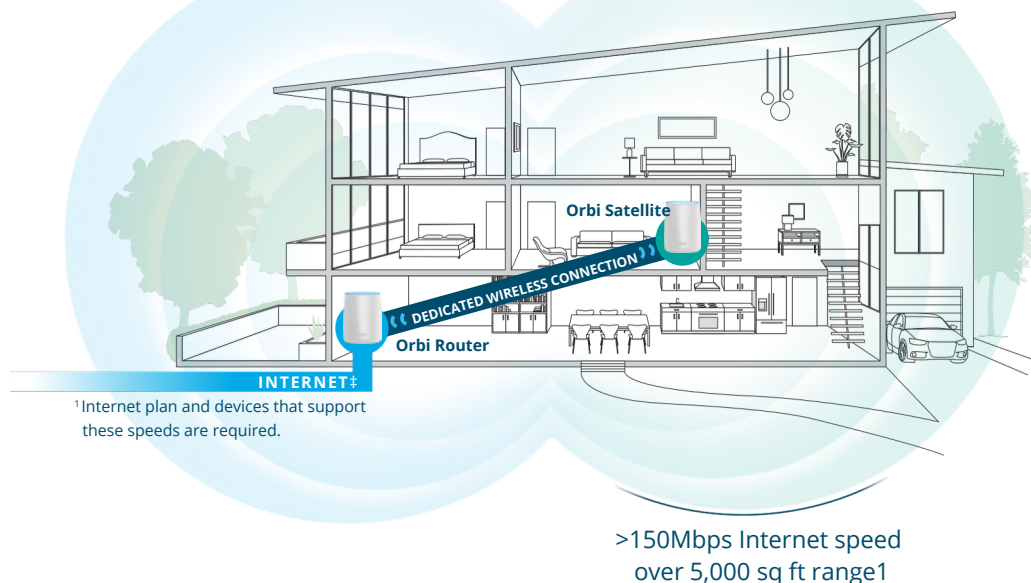 Orbi Satellite
DEDICATED WIRELESS CONNECTION
Orbi Router
INTERNET‡
¹ Internet plan and devices that support
these speeds are required.
>150Mbps Internet speed
over 5,000 sq ft range1